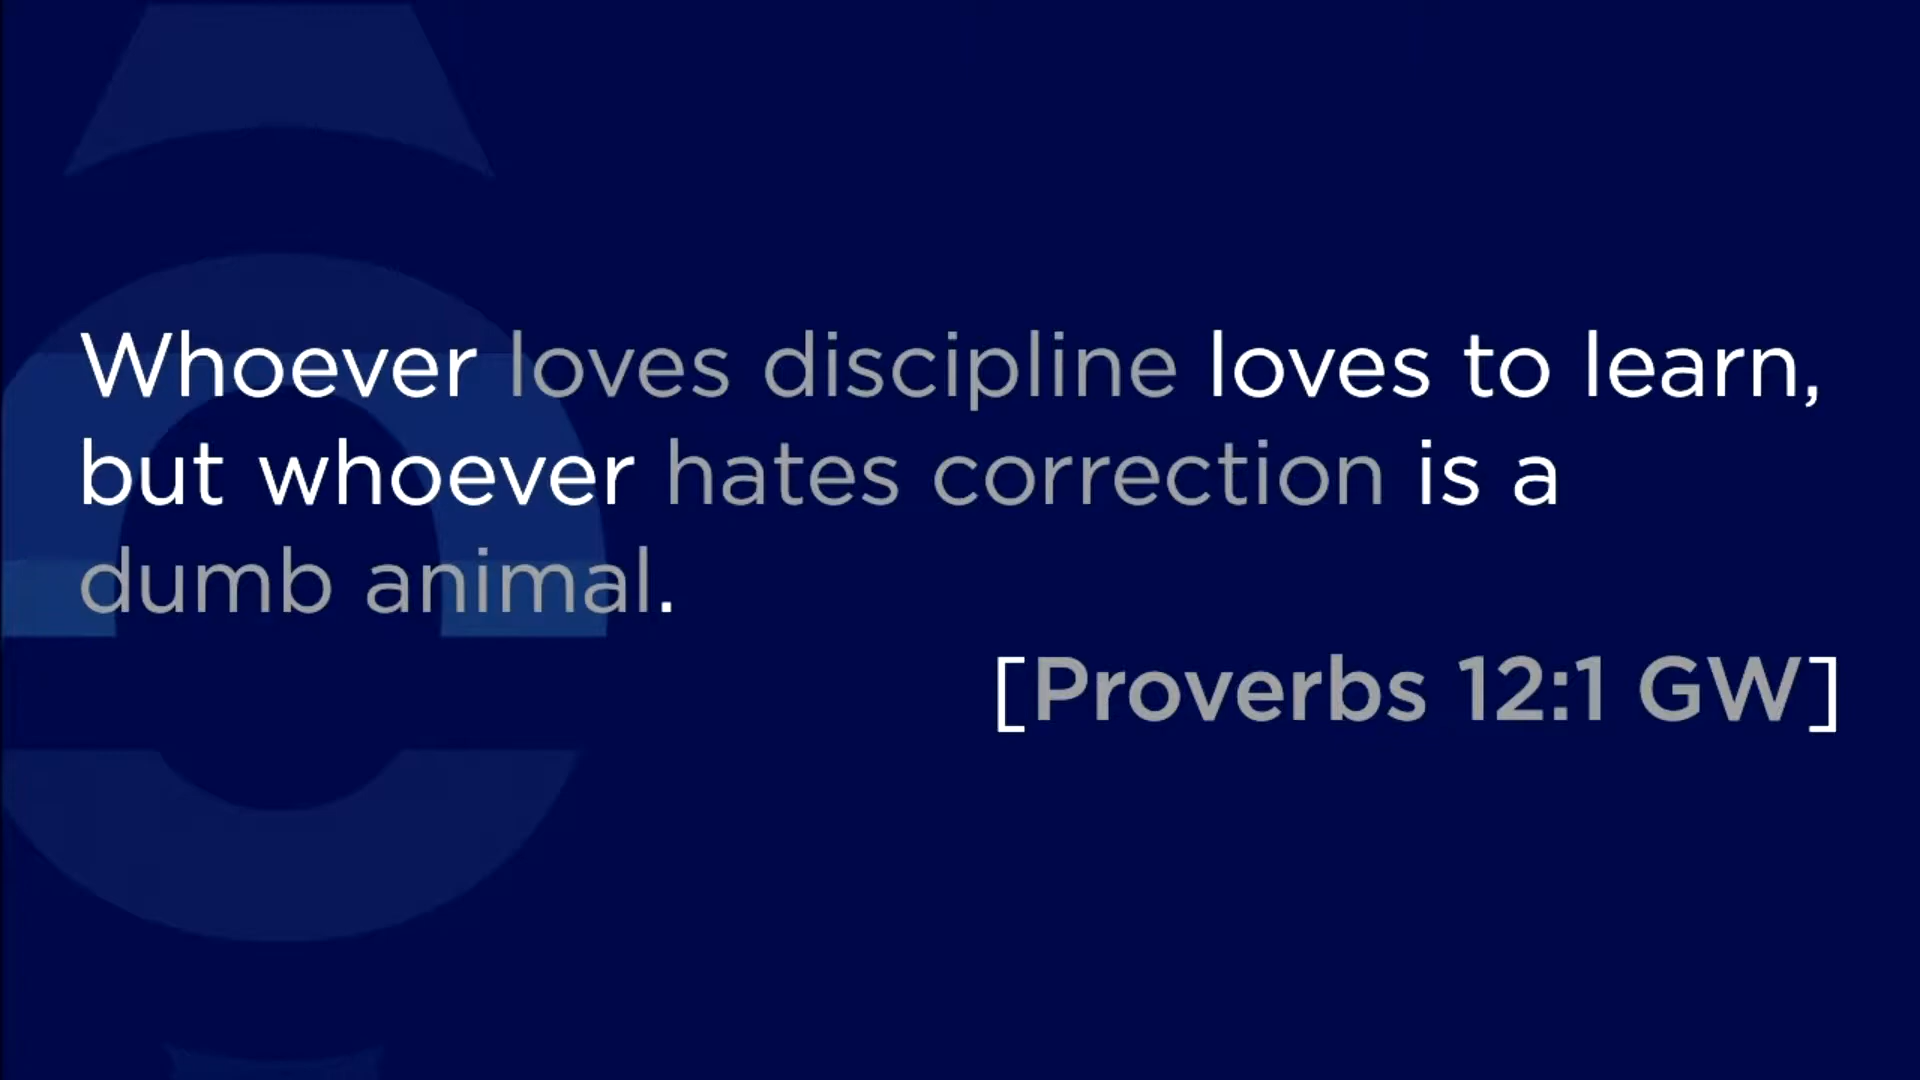 Whoever loves discipline loves to learn,
but whoever hates correction is a
dumb animal.
[Proverbs 12:1 GW]